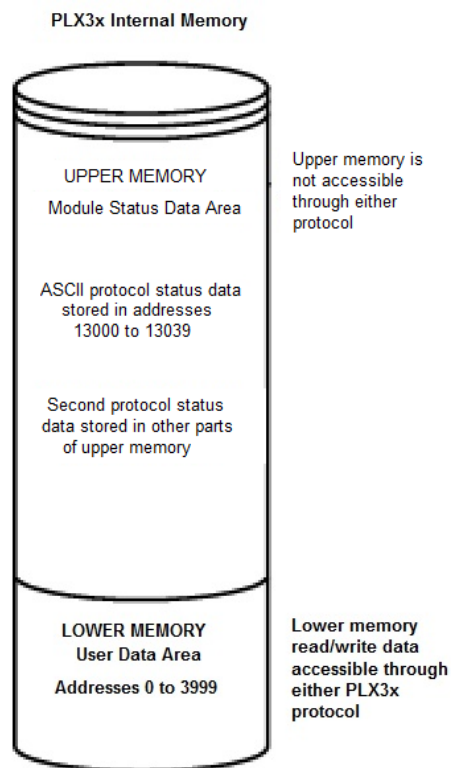 PLX3x Internal Memory
UPPER MEMORY
Module Status Data Area
Upper memory is
not accessible
through either
protocol
ASCII protocol status data
stored in addresses
13000 to 13039
Second protocol status
data stored in other parts
of upper memory
LOWER MEMORY
User Data Area
Addresses 0 to 3999
Lower memory
read/write data
accessible through
either PLX3x
protocol